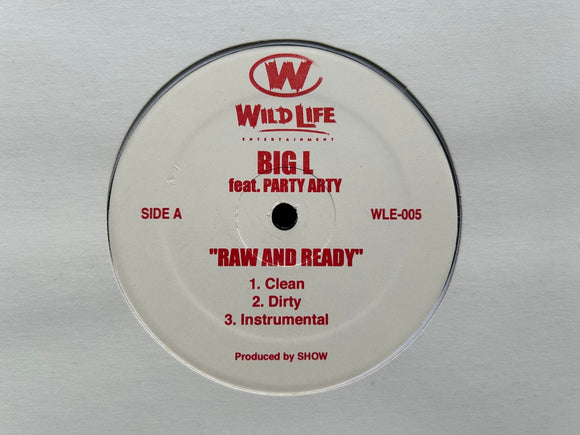 W
WILD LIFE
ENTERTAINMENT
BIG L
feat. PARTY ARTY
SIDE A
WLE-005
"RAW AND READY"
1. Clean
2. Dirty
3. Instrumental
Produced by SHOW